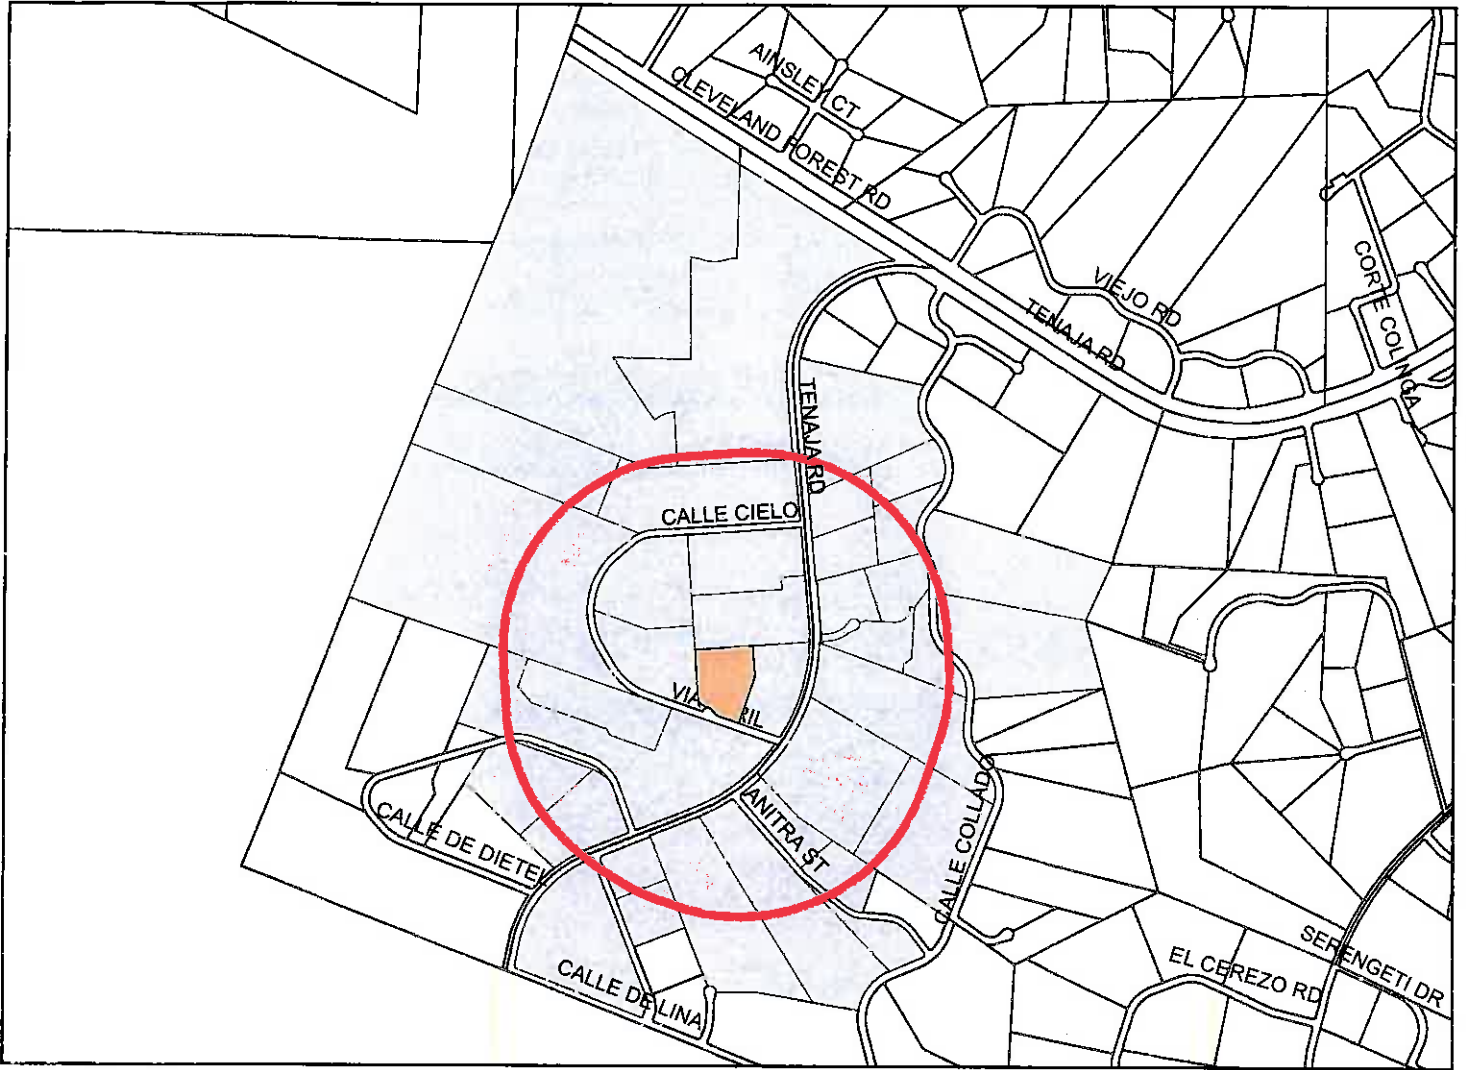 AINSLEY CT
CLEVELAND FOREST RD
VIEJO RD
TENAJA RD
CORTE COLINGA
TENAJA RD
CALLE CIELO
CALLE COLLADO
ANITRA ST
CALLE DE DIETEL
SERENGETI DR
EL CEREZO RD
CALLE DE LINA